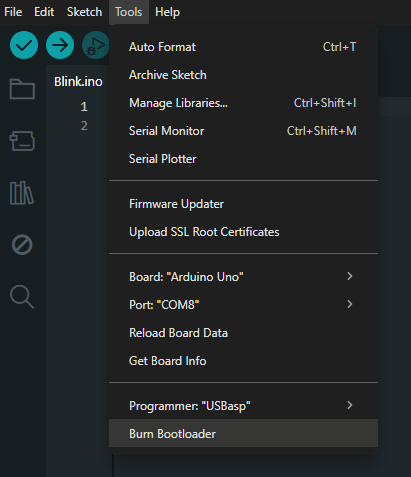 File Edit Sketch Tools Help
Blink.ino
1
2
Auto Format Ctrl+T
Archive Sketch
Manage Libraries... Ctrl+Shift+I
Serial Monitor Ctrl+Shift+M
Serial Plotter
Firmware Updater
Upload SSL Root Certificates
Board: "Arduino Uno"
Port: "COM8"
Reload Board Data
Get Board Info
Programmer: "USBasp"
Burn Bootloader